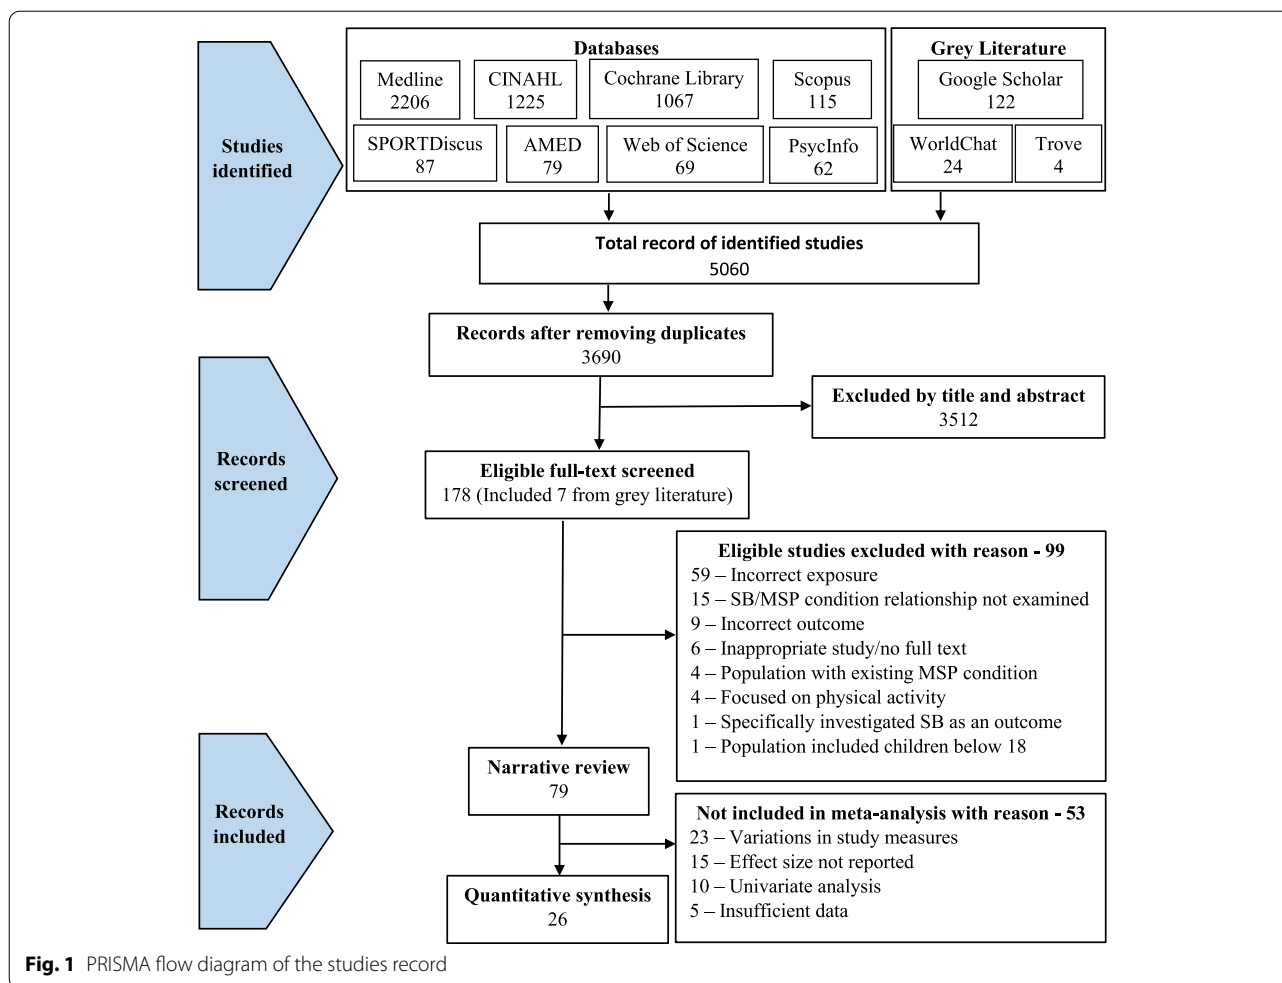 Databases
Grey Literature
Medline
2206
CINAHL
1225
Cochrane Library
1067
Scopus
115
Google Scholar
122
SPORTDiscus
87
AMED
79
Web of Science
69
PsycInfo
62
WorldChat
24
Trove
4
Studies
identified
Total record of identified studies
5060
Records after removing duplicates
3690
Excluded by title and abstract
3512
Records
screened
Eligible full-text screened
178 (Included 7 from grey literature)
Eligible studies excluded with reason - 99
59 – Incorrect exposure
15 – SB/MSP condition relationship not examined
9 – Incorrect outcome
6 – Inappropriate study/no full text
4 – Population with existing MSP condition
4 – Focused on physical activity
1 – Specifically investigated SB as an outcome
1 – Population included children below 18
Records
included
Narrative review
79
Not included in meta-analysis with reason - 53
23 – Variations in study measures
15 – Effect size not reported
10 – Univariate analysis
5 – Insufficient data
Quantitative synthesis
26
Fig. 1 PRISMA flow diagram of the studies record